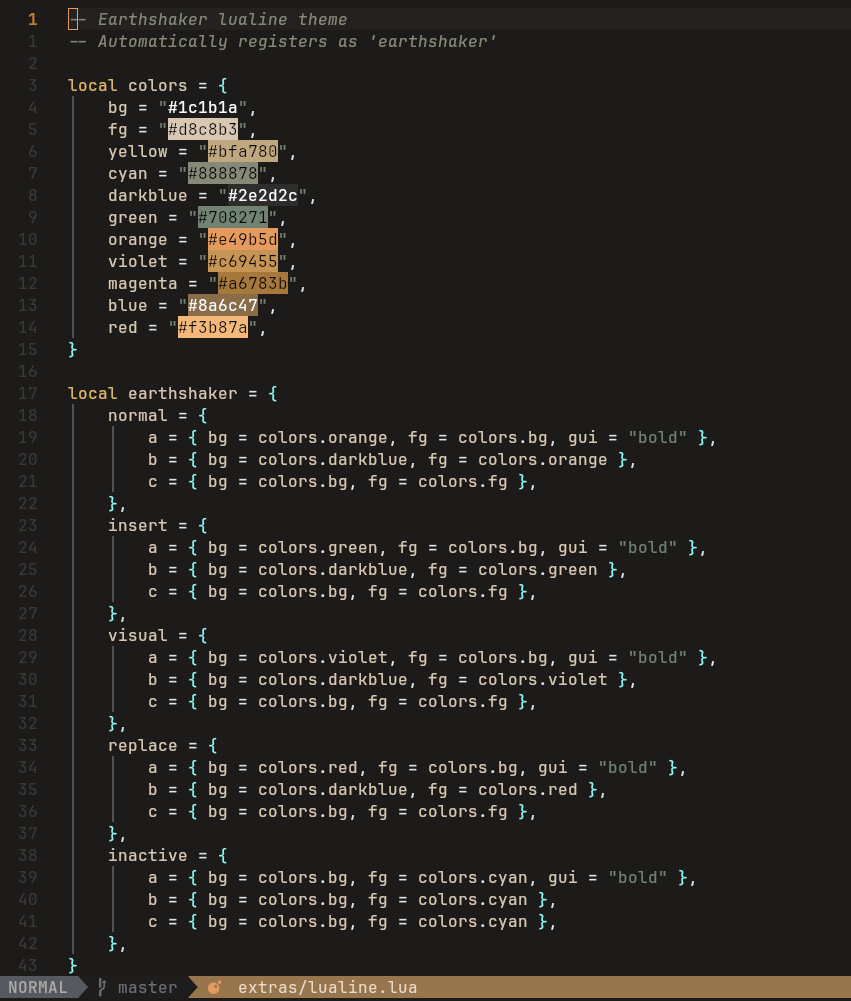 1 -- Earthshaker lualine theme
1 -- Automatically registers as 'earthshaker'
2
3 local colors = {
4 bg = "#1c1b1a",
5 fg = "#d8c8b3",
6 yellow = "#bfa780",
7 cyan = "#888878",
8 darkblue = "#2e2d2c",
9 green = "#708271",
10 orange = "#e49b5d",
11 violet = "#c69455",
12 magenta = "#a6783b",
13 blue = "#8a6c47",
14 red = "#f3b87a",
15 }
16
17 local earthshaker = {
18 normal = {
19 a = { bg = colors.orange, fg = colors.bg, gui = "bold" },
20 b = { bg = colors.darkblue, fg = colors.orange },
21 c = { bg = colors.bg, fg = colors.fg },
22 },
23 insert = {
24 a = { bg = colors.green, fg = colors.bg, gui = "bold" },
25 b = { bg = colors.darkblue, fg = colors.green },
26 c = { bg = colors.bg, fg = colors.fg },
27 },
28 visual = {
29 a = { bg = colors.violet, fg = colors.bg, gui = "bold" },
30 b = { bg = colors.darkblue, fg = colors.violet },
31 c = { bg = colors.bg, fg = colors.fg },
32 },
33 replace = {
34 a = { bg = colors.red, fg = colors.bg, gui = "bold" },
35 b = { bg = colors.darkblue, fg = colors.red },
36 c = { bg = colors.bg, fg = colors.fg },
37 },
38 inactive = {
39 a = { bg = colors.bg, fg = colors.cyan, gui = "bold" },
40 b = { bg = colors.bg, fg = colors.cyan },
41 c = { bg = colors.bg, fg = colors.cyan },
42 },
43 }
NORMAL master extras/lualine.lua